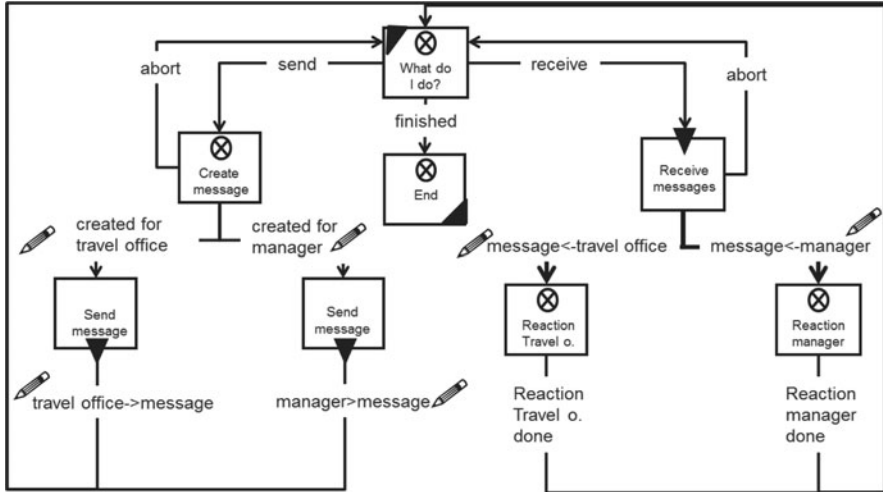 What do
I do?
abort
send
receive
abort
finished
Create
message
End
Receive
messages
created for
travel office
created for
manager
message<-travel office
message<-manager
Send
message
Send
message
Reaction
Travel o.
Reaction
manager
travel office->message
manager>message
Reaction
Travel o.
done
Reaction
manager
done